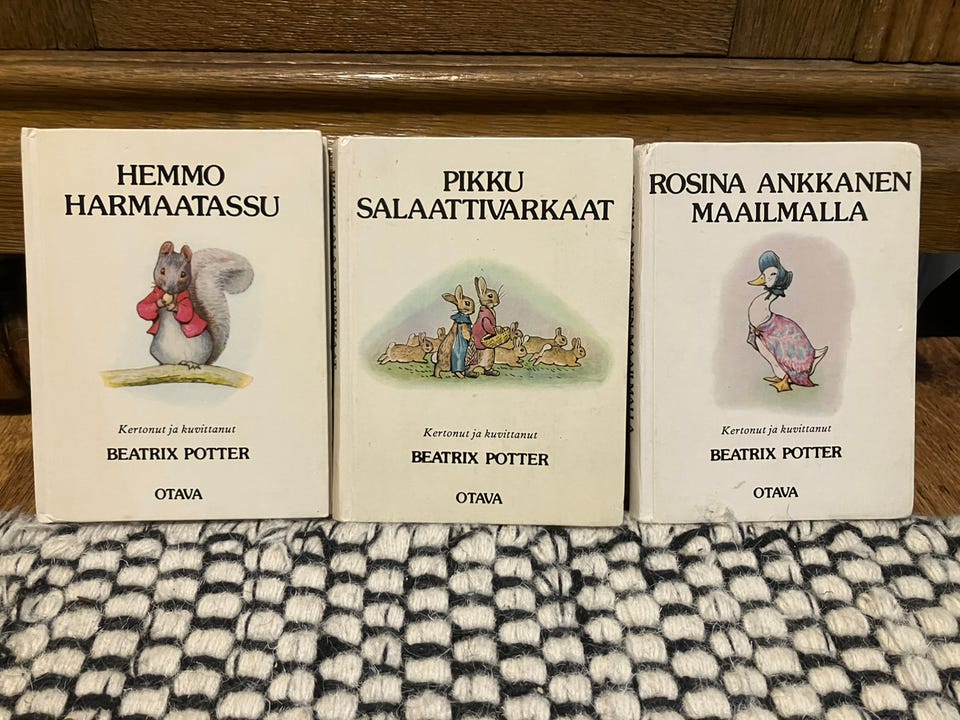 HEMMO
HARMAATASSU
Kertonut ja kuvittanut
BEATRIX POTTER
OTAVA
PIKKU
SALAATTIVARKAAT
Kertonut ja kuvittanut
BEATRIX POTTER
OTAVA
ROSINA ANKKANEN
MAAILMALLA
Kertonut ja kuvittanut
BEATRIX POTTER
OTAVA